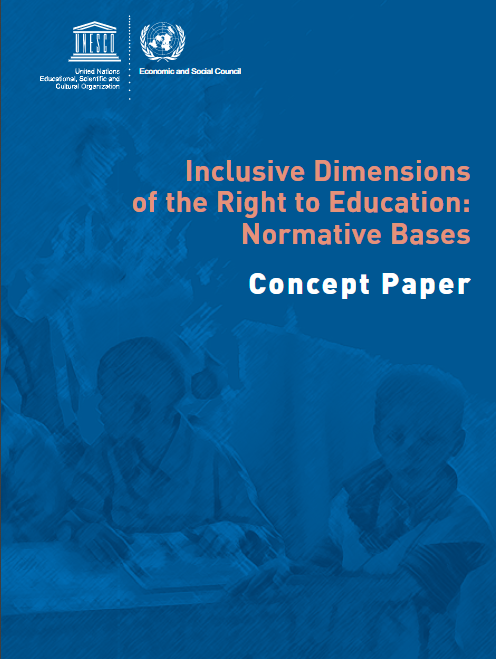 UNESCO
United Nations
Educational, Scientific and
Cultural Organization
Economic and Social Council
Inclusive Dimensions
of the Right to Education:
Normative Bases
Concept Paper